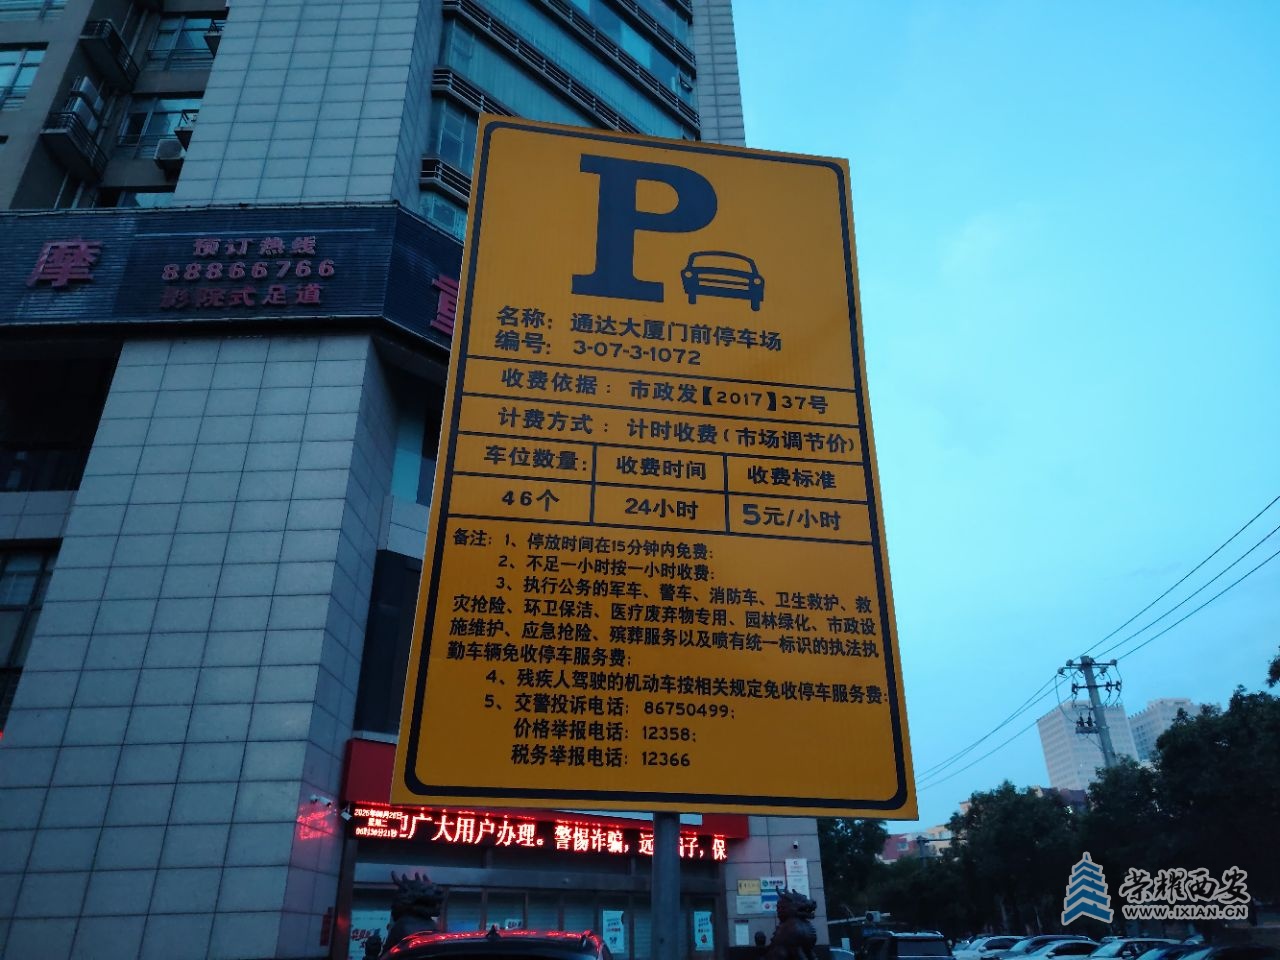 P
名称：通达大厦门前停车场
编号：3-07-3-1072
收费依据：市政发【2017】37号
计费方式：计时收费（市场调节价）
车位数量： 收费时间 收费标准
46个 24小时 5元/小时
备注：1、停放时间在15分钟内免费；
2、不足一小时按一小时收费；
3、执行公务的军车、警车、消防车、卫生救护、救
灾抢险、环卫保洁、医疗废弃物专用、园林绿化、市政设
施维护、应急抢险、殡葬服务以及喷有统一标识的执法执
勤车辆免收停车服务费；
4、残疾人驾驶的机动车按相关规定免收停车服务费；
5、交警投诉电话：86750499；
价格举报电话：12358；
税务举报电话：12366
摩
预订热线
88866766
影院式足道
星期二
广大用户办理。警惕诈骗，远 骗子，保
荣耀西安
WWW.IXIAN.CN